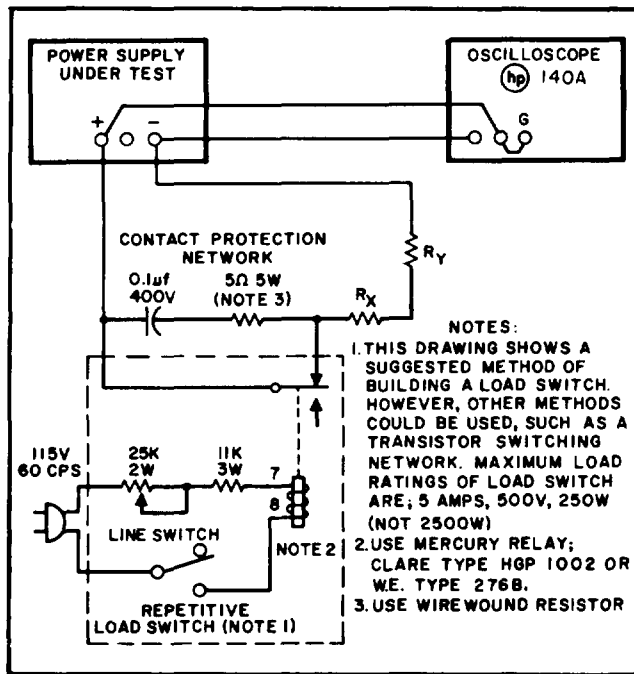 POWER SUPPLY
UNDER TEST
+
-
OSCILLOSCOPE
hp 140A
G
CONTACT PROTECTION
NETWORK
0.1µf
400V
5Ω 5W
(NOTE 3)
RX
RY
115V
60 CPS
25K
2W
11K
3W
7
8
LINE SWITCH
NOTE 2
REPETITIVE
LOAD SWITCH (NOTE 1)
NOTES:
1. THIS DRAWING SHOWS A
SUGGESTED METHOD OF
BUILDING A LOAD SWITCH.
HOWEVER, OTHER METHODS
COULD BE USED, SUCH AS A
TRANSISTOR SWITCHING
NETWORK. MAXIMUM LOAD
RATINGS OF LOAD SWITCH
ARE; 5 AMPS, 500V, 250W
(NOT 2500W)
2. USE MERCURY RELAY;
CLARE TYPE HGP 1002 OR
W.E. TYPE 276B.
3. USE WIREWOUND RESISTOR